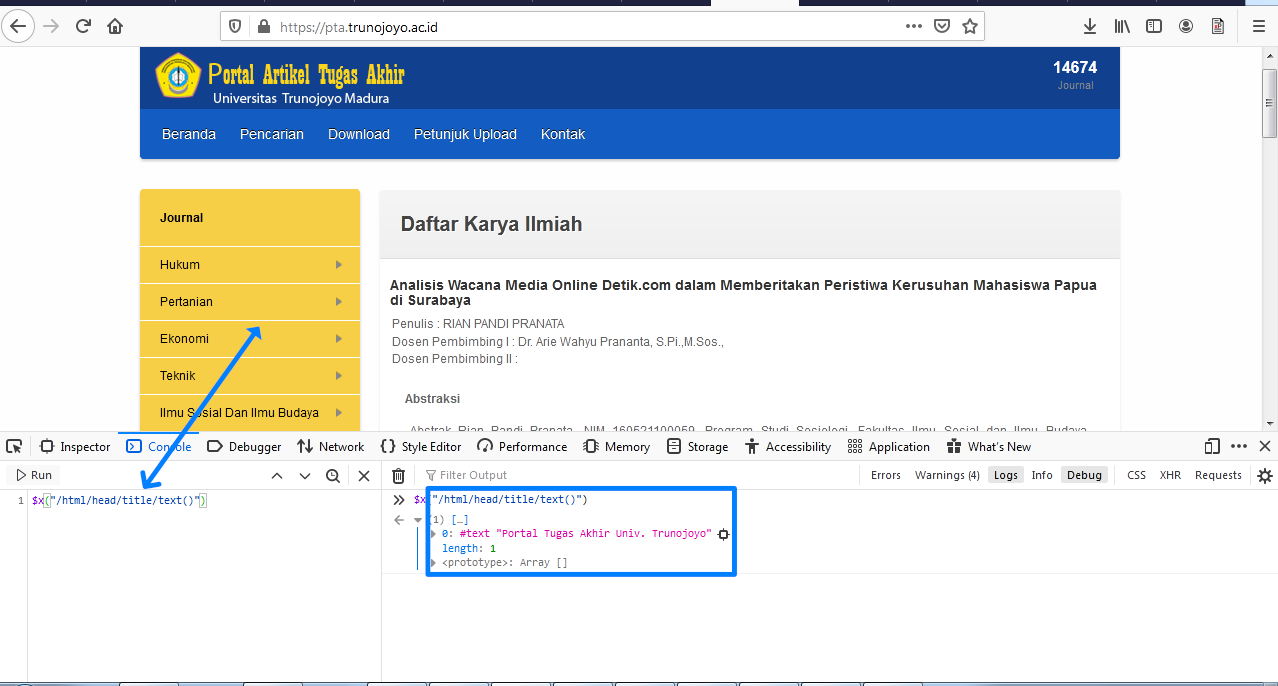 https://pta.trunojoyo.ac.id
Portal Artikel Tugas Akhir
Universitas Trunojoyo Madura
14674
Journal
Beranda Pencarian Download Petunjuk Upload Kontak
Journal
Hukum
Pertanian
Ekonomi
Teknik
Ilmu Sosial Dan Ilmu Budaya
Daftar Karya Ilmiah
Analisis Wacana Media Online Detik.com dalam Memberitakan Peristiwa Kerusuhan Mahasiswa Papua
di Surabaya
Penulis : RIAN PANDI PRANATA
Dosen Pembimbing I : Dr. Arie Wahyu Prananta, S.Pi.,M.Sos.,
Dosen Pembimbing II :
Abstraksi
Abstrak Rian Pandi Pranata, NIM 160521100059, Program Studi Sosiologi, Fakultas Ilmu Sosial dan Ilmu Budaya,
Inspector Console Debugger Network Style Editor Performance Memory Storage Accessibility Application What's New
Run
Filter Output
Errors Warnings (4) Logs Info Debug CSS XHR Requests
1 $x("/html/head/title/text()")
$x("/html/head/title/text()")
(1) […]
0: #text "Portal Tugas Akhir Univ. Trunojoyo"
length: 1
<prototype>: Array []